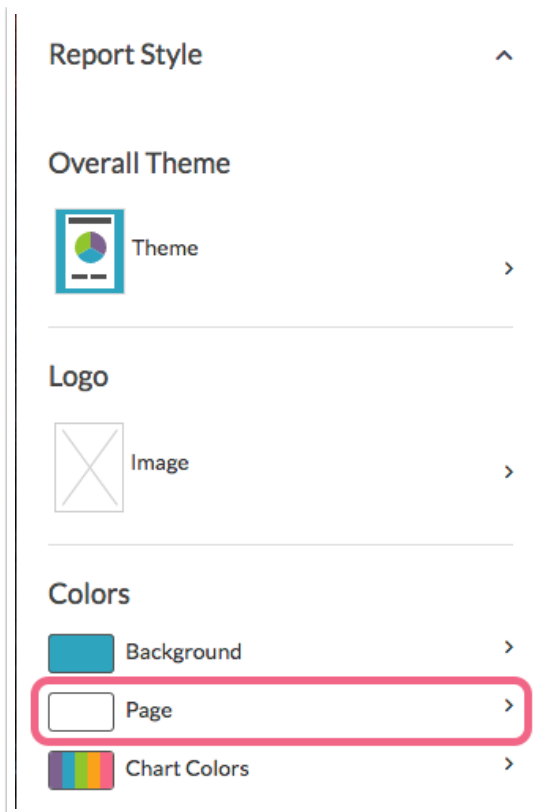 Report Style
Overall Theme
Theme
Logo
Image
Colors
Background
Page
Chart Colors